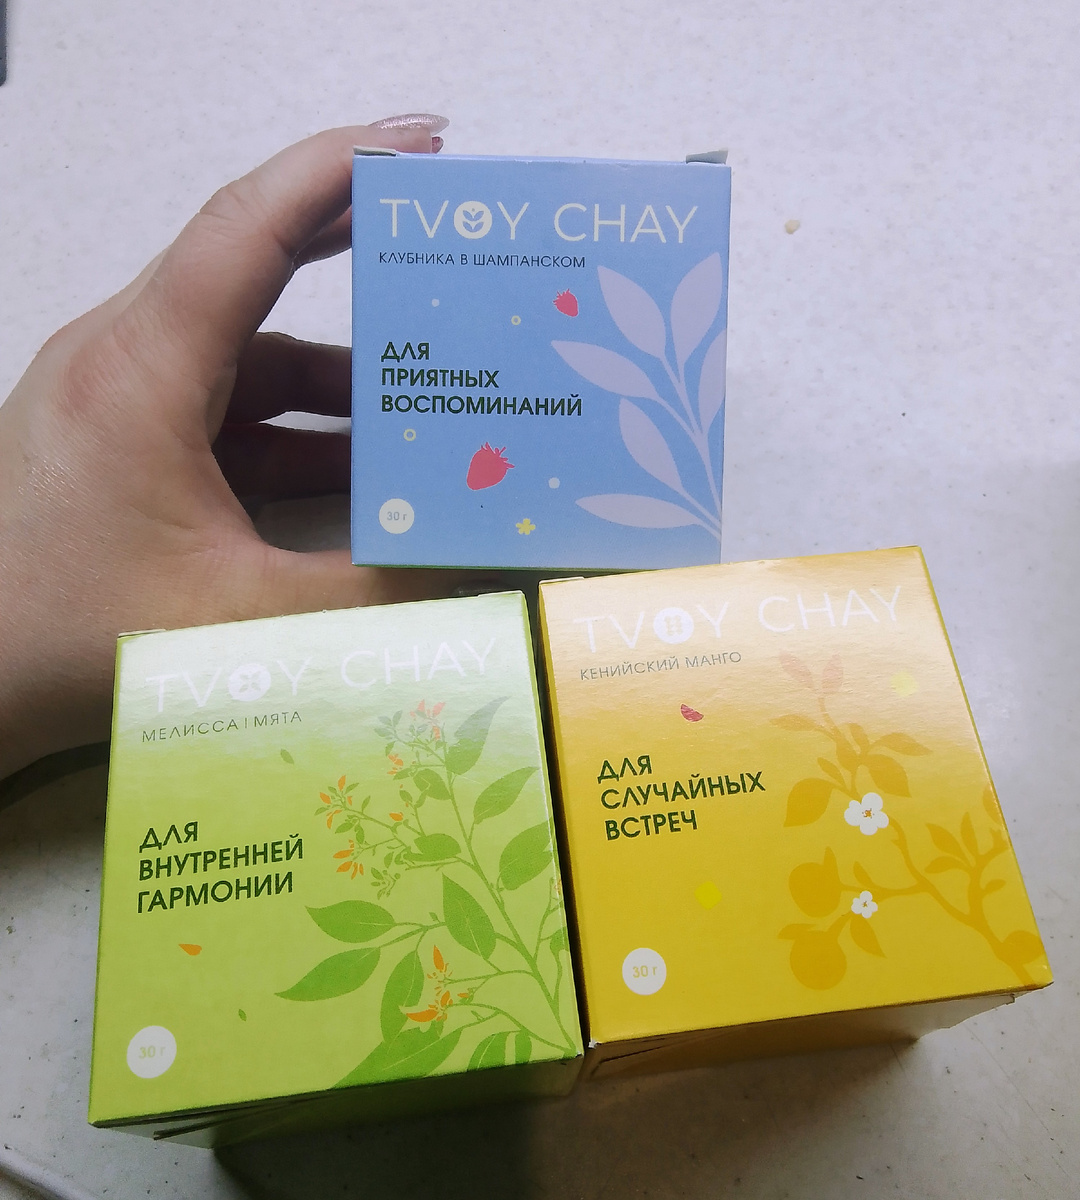 TVOY CHAY
КЛУБНИКА В ШАМПАНСКОМ
ДЛЯ
ПРИЯТНЫХ
ВОСПОМИНАНИЙ
30 г
TVOY CHAY
МЕЛИССА | МЯТА
ДЛЯ
ВНУТРЕННЕЙ
ГАРМОНИИ
30 г
TVOY CHAY
КЕНИЙСКИЙ МАНГО
ДЛЯ
СЛУЧАЙНЫХ
ВСТРЕЧ
30 г